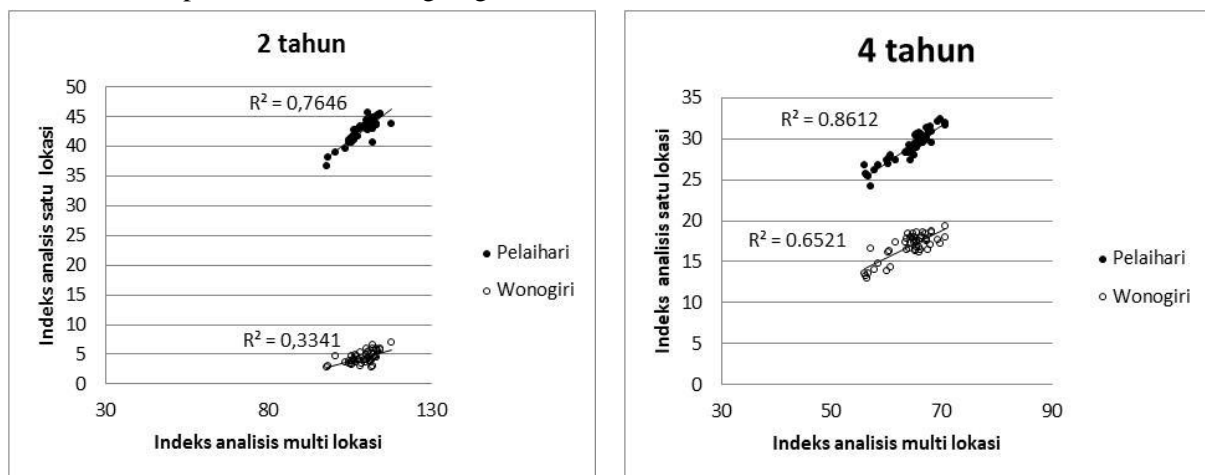 2 tahun
50
45
40
35
30
25
20
15
10
5
0
R² = 0,7646
R² = 0,3341
Indeks analsis satu lokasi
Pelaihari
Wonogiri
30 80 130
Indeks analisis multi lokasi
4 tahun
35
30
25
20
15
10
5
0
R² = 0.8612
R² = 0.6521
Indeks analisis satu lokasi
Pelaihari
Wonogiri
30 50 70 90
Indeks analisis multi lokasi